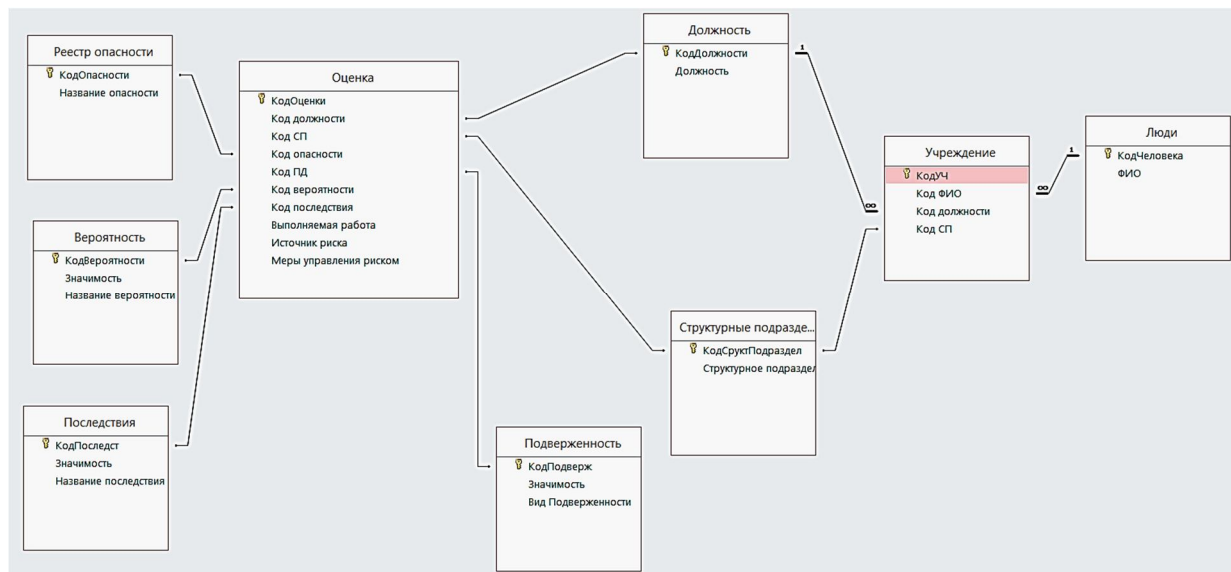 Реестр опасности
КодОпасности
Название опасности
Оценка
КодОценки
Код должности
Код СП
Код опасности
Код ПД
Код вероятности
Код последствия
Выполняемая работа
Источник риска
Меры управления риском
Должность
КодДолжности
Должность
1
∞
Учреждение
КодУЧ
Код ФИО
Код должности
Код СП
1
∞
Люди
КодЧеловека
ФИО
Вероятность
КодВероятности
Значимость
Название вероятности
Структурные подразде...
КодСруктПодраздел
Структурное подраздел
Последствия
КодПоследст
Значимость
Название последствия
Подверженность
КодПодверж
Значимость
Вид Подверженности